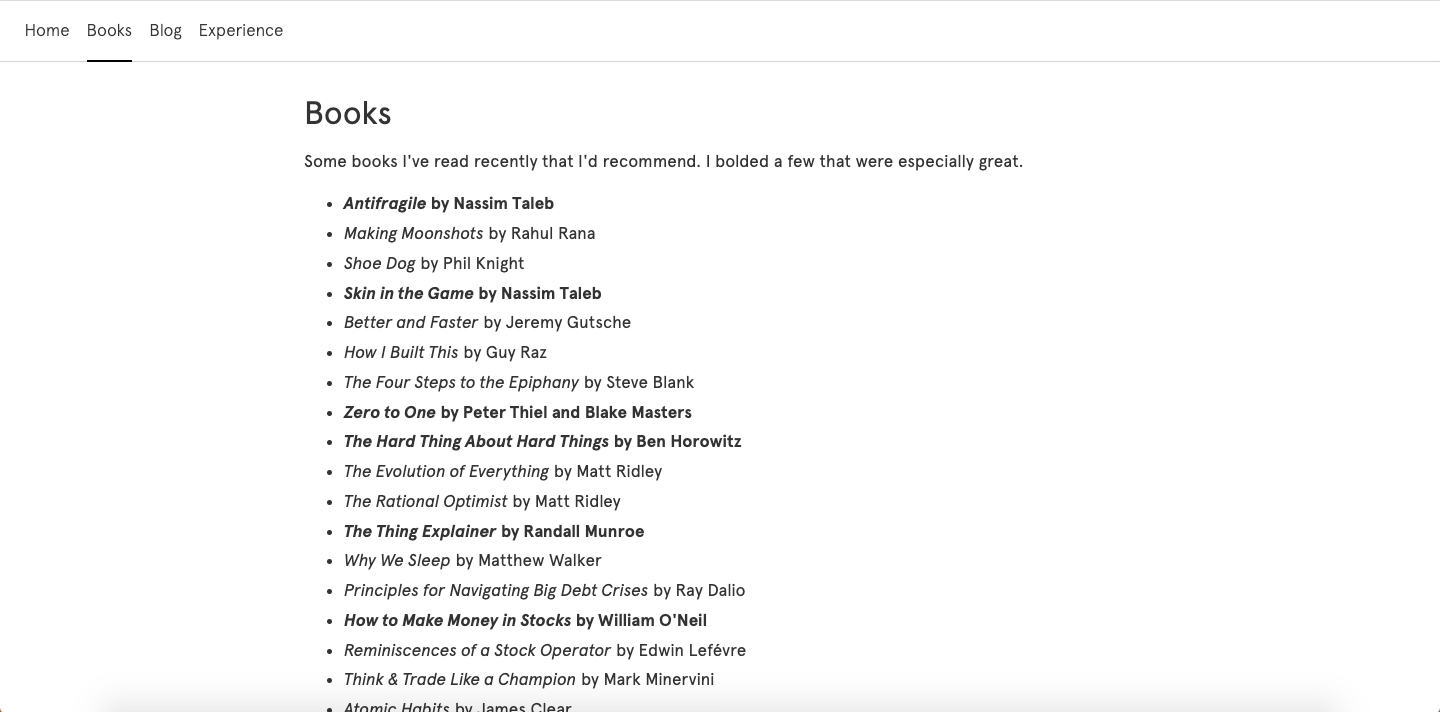 Home Books Blog Experience
Books
Some books I've read recently that I'd recommend. I bolded a few that were especially great.
• Antifragile by Nassim Taleb
• Making Moonshots by Rahul Rana
• Shoe Dog by Phil Knight
• Skin in the Game by Nassim Taleb
• Better and Faster by Jeremy Gutsche
• How I Built This by Guy Raz
• The Four Steps to the Epiphany by Steve Blank
• Zero to One by Peter Thiel and Blake Masters
• The Hard Thing About Hard Things by Ben Horowitz
• The Evolution of Everything by Matt Ridley
• The Rational Optimist by Matt Ridley
• The Thing Explainer by Randall Munroe
• Why We Sleep by Matthew Walker
• Principles for Navigating Big Debt Crises by Ray Dalio
• How to Make Money in Stocks by William O'Neil
• Reminiscences of a Stock Operator by Edwin Lefévre
• Think & Trade Like a Champion by Mark Minervini
• Atomic Habits by James Clear